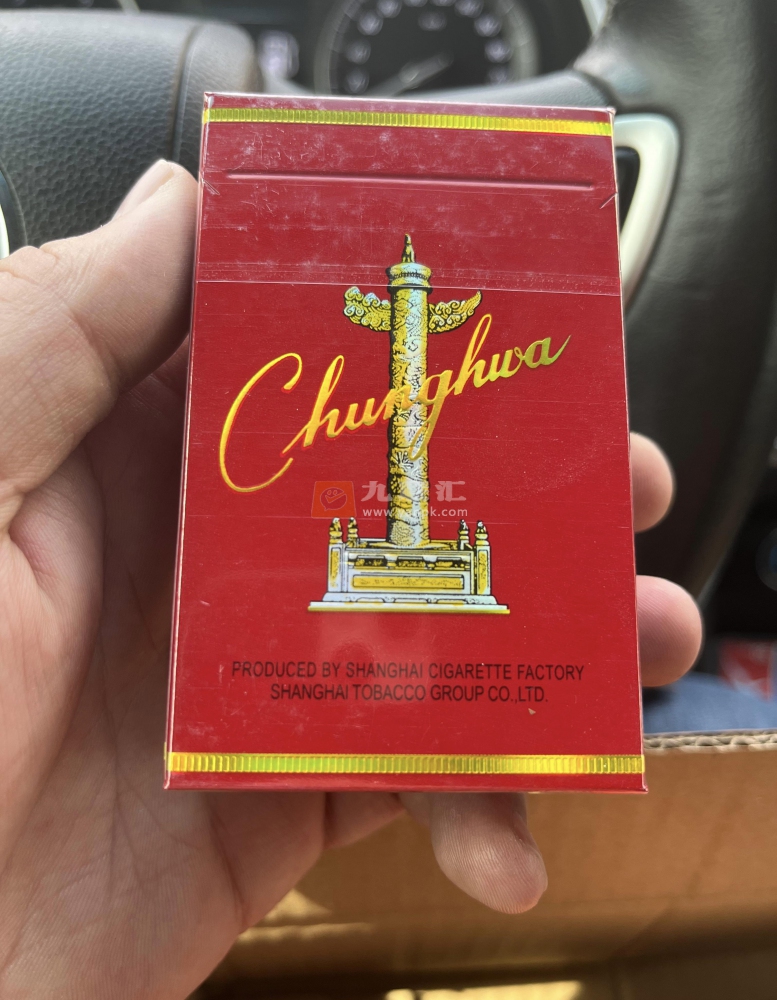 Chunghwa
PRODUCED BY SHANGHAI CIGARETTE FACTORY
SHANGHAI TOBACCO GROUP CO.,LTD.